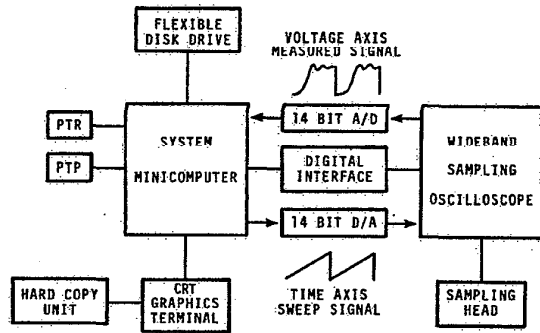 FLEXIBLE
DISK DRIVE
VOLTAGE AXIS
MEASURED SIGNAL
PTR
PTP
SYSTEM
MINICOMPUTER
14 BIT A/D
DIGITAL
INTERFACE
14 BIT D/A
WIDEBAND
SAMPLING
OSCILLOSCOPE
HARD COPY
UNIT
CRT
GRAPHICS
TERMINAL
TIME AXIS
SWEEP SIGNAL
SAMPLING
HEAD